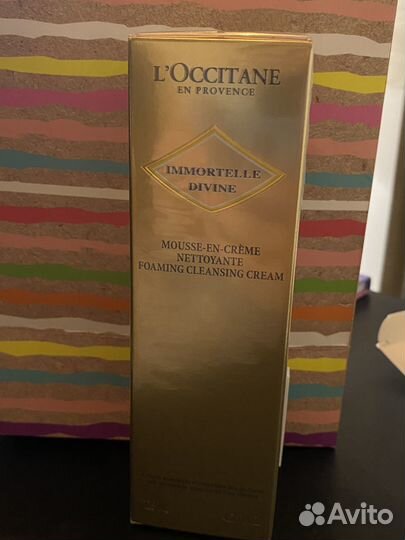 L'OCCITANE
EN PROVENCE
IMMORTELLE
DIVINE
MOUSSE-EN-CRÈME
NETTOYANTE
FOAMING CLEANSING CREAM
Avito